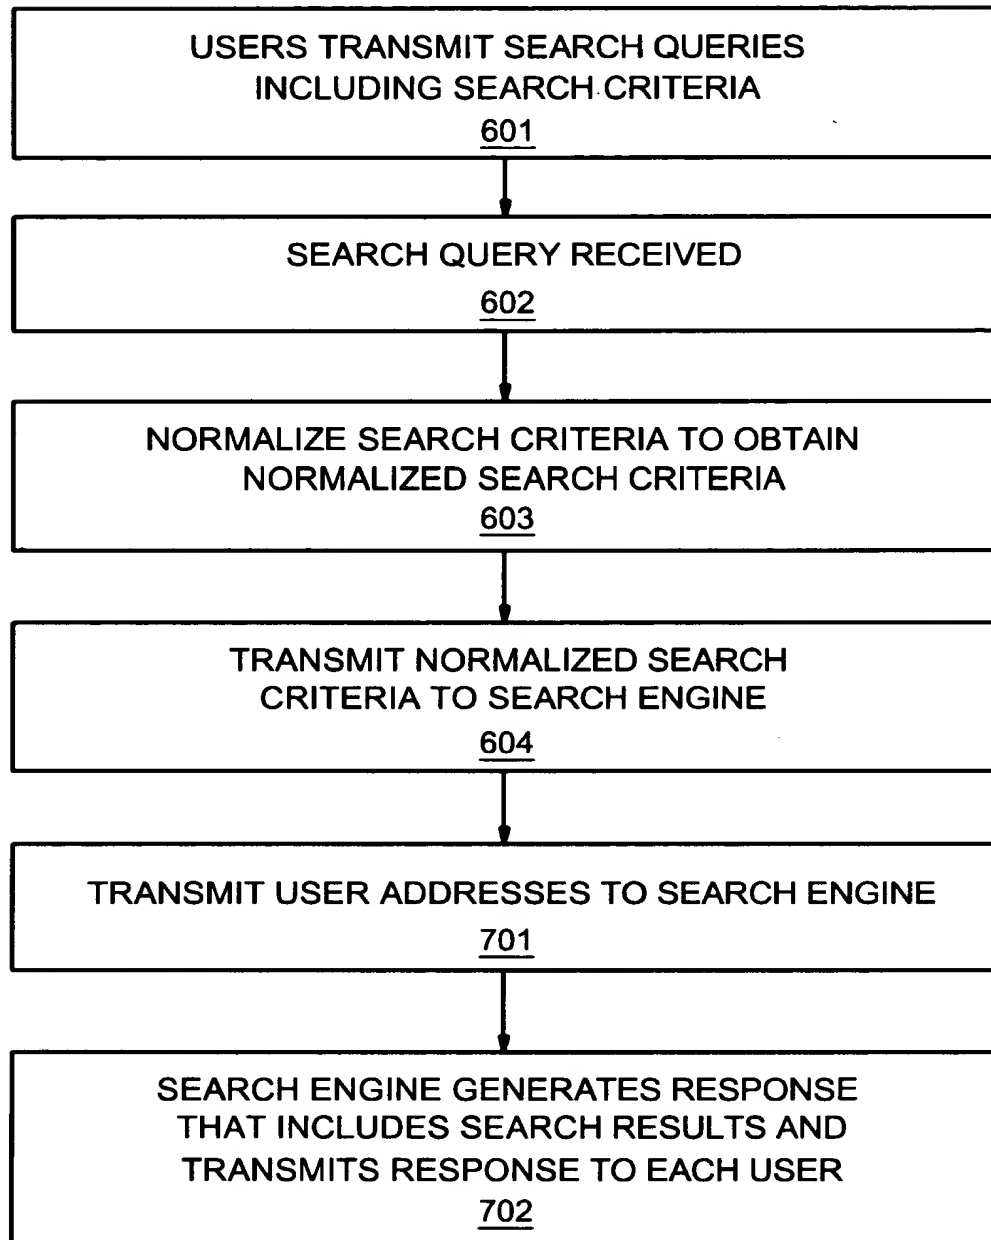 USERS TRANSMIT SEARCH QUERIES
INCLUDING SEARCH CRITERIA
601
SEARCH QUERY RECEIVED
602
NORMALIZE SEARCH CRITERIA TO OBTAIN
NORMALIZED SEARCH CRITERIA
603
TRANSMIT NORMALIZED SEARCH
CRITERIA TO SEARCH ENGINE
604
TRANSMIT USER ADDRESSES TO SEARCH ENGINE
701
SEARCH ENGINE GENERATES RESPONSE
THAT INCLUDES SEARCH RESULTS AND
TRANSMITS RESPONSE TO EACH USER
702